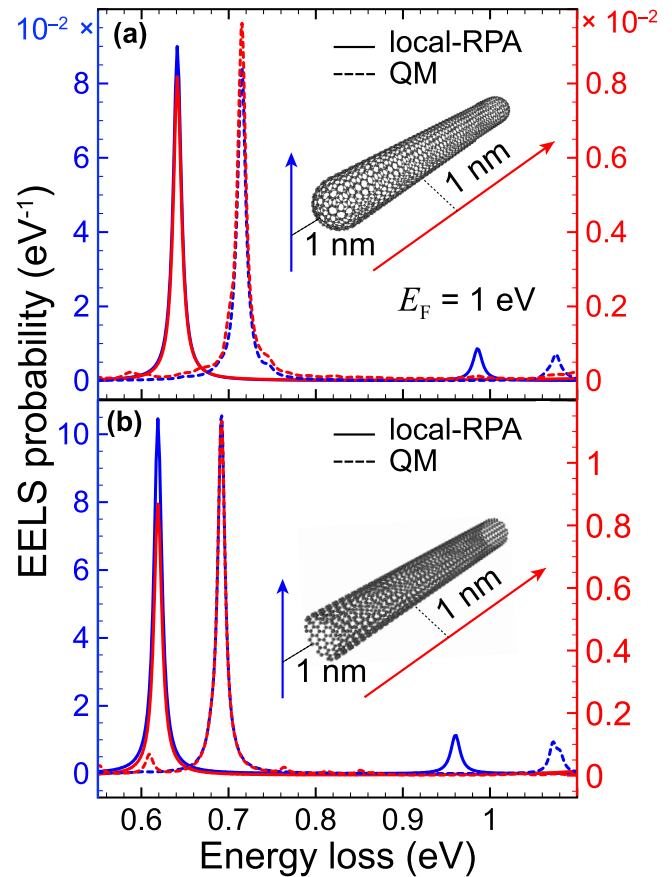 10⁻² ×
× 10⁻²
(a)
local-RPA
QM
8
6
4
2
0
1
0.8
0.6
0.4
0.2
0
1 nm
1 nm
E_F = 1 eV
EELS probability (eV⁻¹)
(b)
local-RPA
QM
10
8
6
4
2
0
1
0.8
0.6
0.4
0.2
0
1 nm
1 nm
0.6 0.7 0.8 0.9 1
Energy loss (eV)